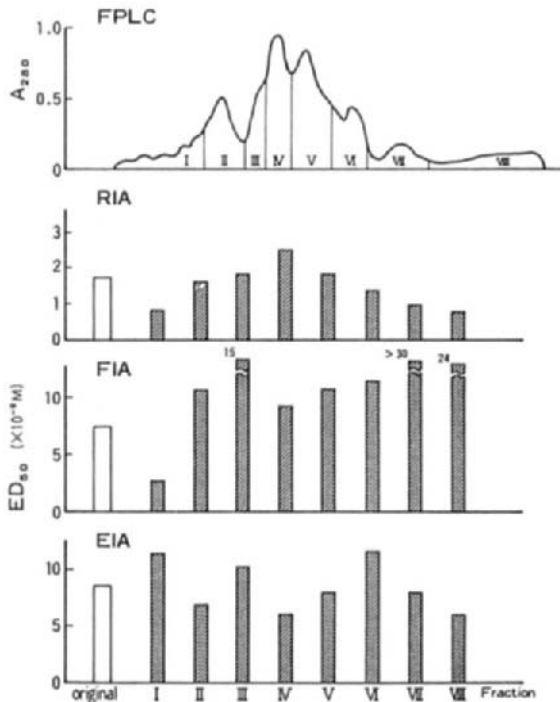 FPLC
1.0
0.5
0
A280
I II III IV V VI VII VIII
RIA
3
2
1
0
FIA
15 >30 24
10
5
0
ED50 (×10⁻⁹M)
EIA
10
5
0
original I II III IV V VI VII VIII Fraction